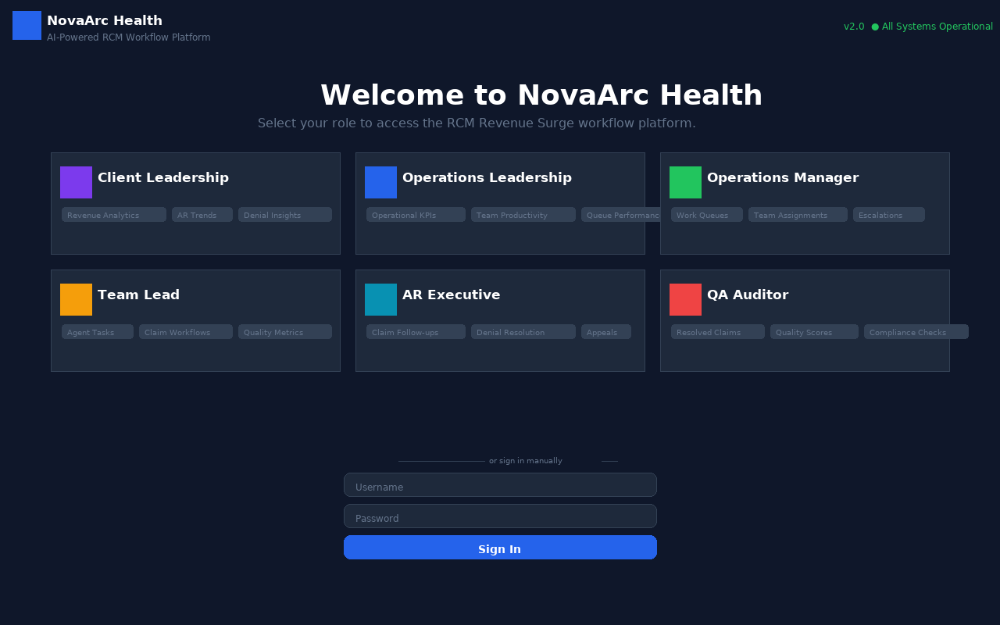 NovaArc Health
AI-Powered RCM Workflow Platform
v2.0 ● All Systems Operational
Welcome to NovaArc Health
Select your role to access the RCM Revenue Surge workflow platform.
Client Leadership
Revenue Analytics
AR Trends
Denial Insights
Operations Leadership
Operational KPIs
Team Productivity
Queue Performanc
Operations Manager
Work Queues
Team Assignments
Escalations
Team Lead
Agent Tasks
Claim Workflows
Quality Metrics
AR Executive
Claim Follow-ups
Denial Resolution
Appeals
QA Auditor
Resolved Claims
Quality Scores
Compliance Checks
or sign in manually
Username
Password
Sign In